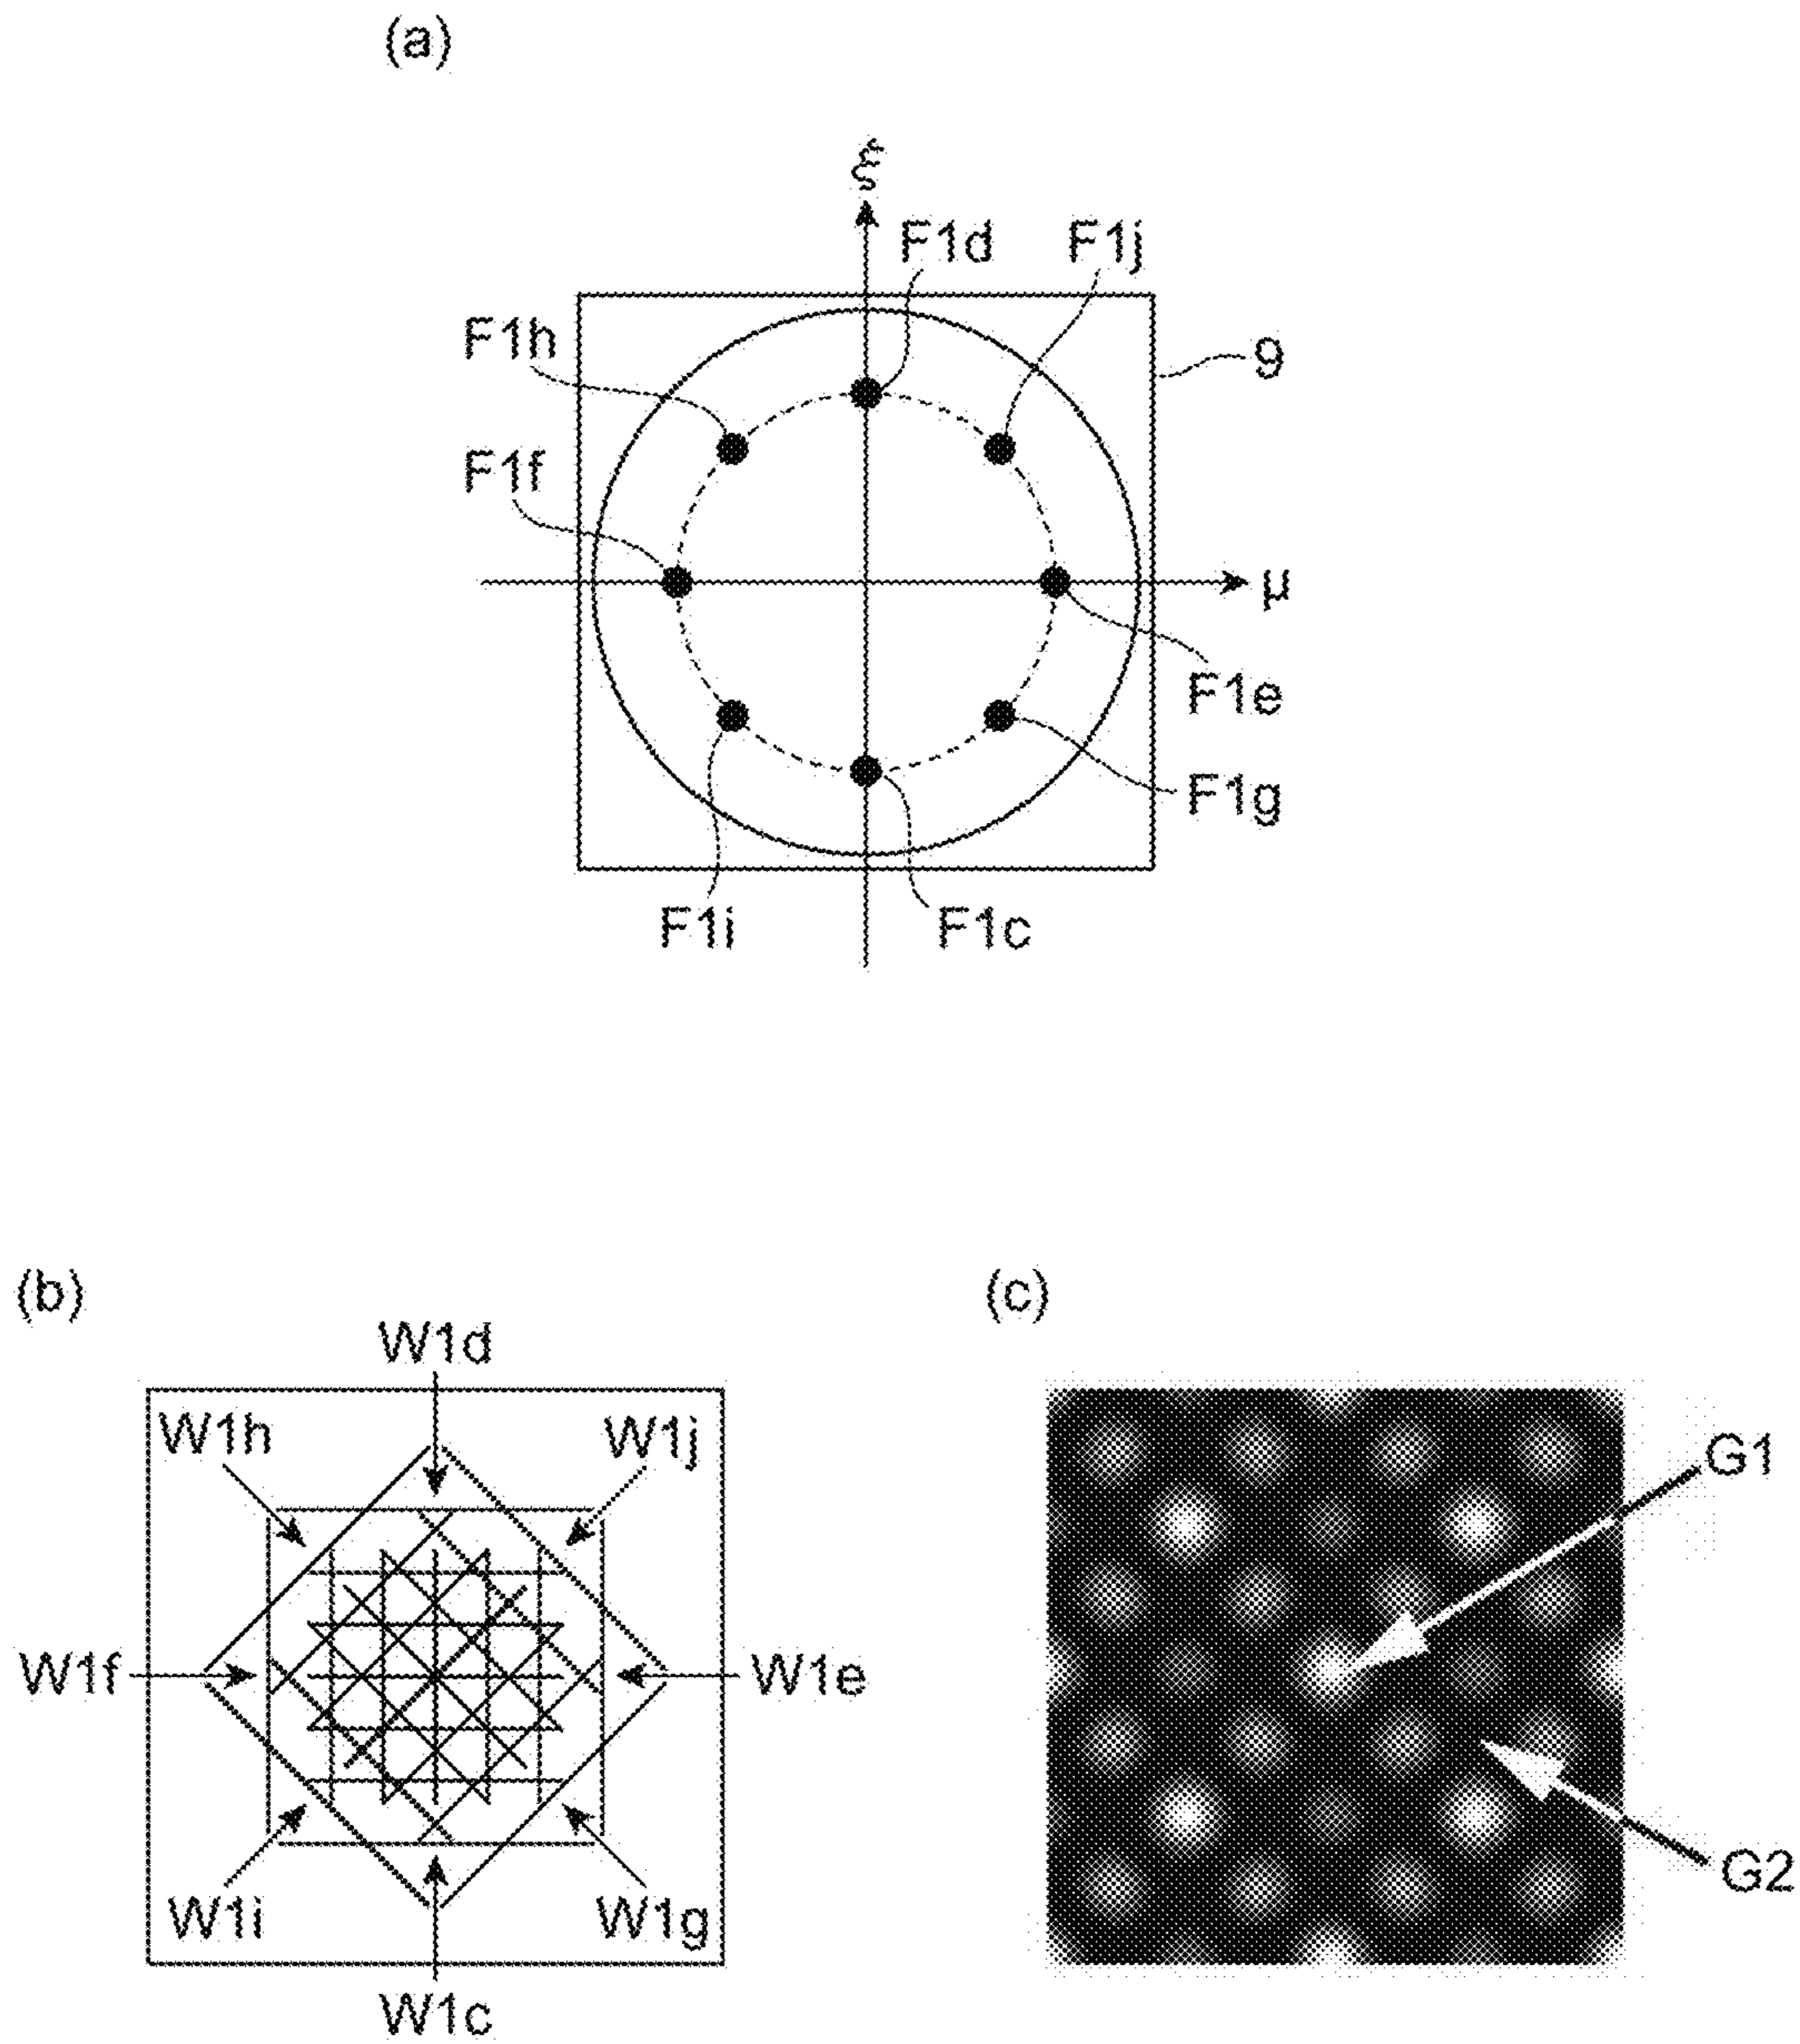 (a)
ξ
F1d F1j
F1h
9
F1f
μ
F1e
F1g
F1i F1c
(b) (c)
W1d
W1h W1j
G1
W1f W1e
G2
W1i W1g
W1c